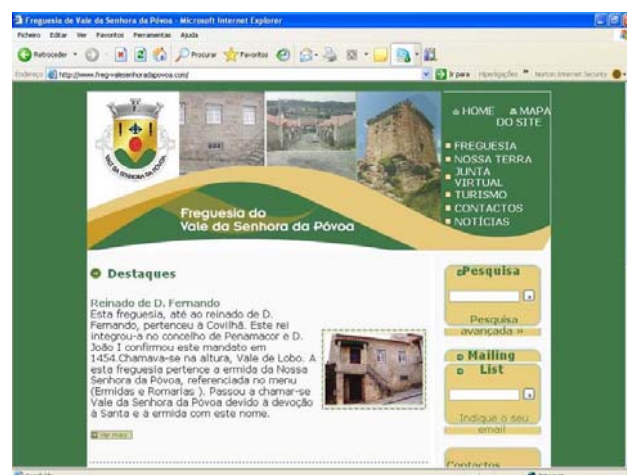 Freguesia de Vale da Senhora da Póvoa - Microsoft Internet Explorer
Ficheiro Editar Ver Favoritos Ferramentas Ajuda
Retroceder Procurar Favoritos
Endereço http://www.freg-valesenhoradapovoa.com/ Ir para Hiperligações Norton Internet Security
VALE DA SENHORA DA PÓVOA
HOME MAPA
DO SITE
FREGUESIA
NOSSA TERRA
JUNTA
VIRTUAL
TURISMO
CONTACTOS
NOTÍCIAS
Freguesia do
Vale da Senhora da Póvoa
Destaques
Reinado de D. Fernando
Esta freguesia, até ao reinado de D.
Fernando, pertenceu à Covilhã. Este rei
integrou-a no concelho de Penamacor e D.
João I confirmou este mandato em
1454.Chamava-se na altura, Vale de Lobo. A
esta freguesia pertence a ermida da Nossa
Senhora da Póvoa, referenciada no menu
(Ermidas e Romarias ). Passou a chamar-se
Vale da Senhora da Póvoa devido à devoção
à Santa e à ermida com este nome.
Ver mais
Pesquisa
Pesquisa
avançada »
Mailing
List
Indique o seu
email
Contactos